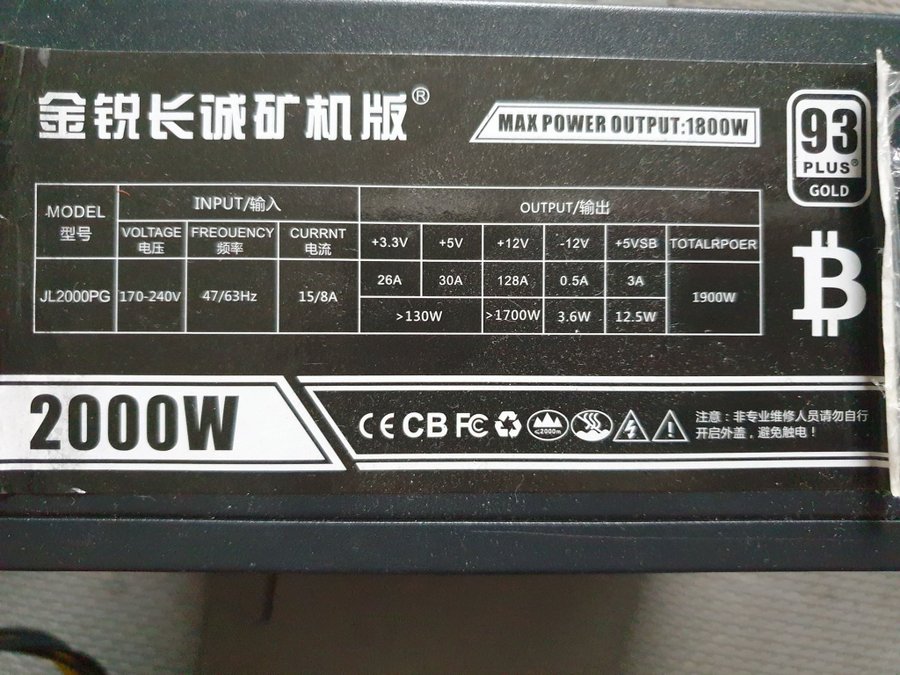 金锐长诚矿机版®
MAX POWER OUTPUT:1800W
93
PLUS®
GOLD
MODEL
型号
INPUT/输入
OUTPUT/输出
VOLTAGE
电压
FREOUENCY
频率
CURRNT
电流
+3.3V
+5V
+12V
-12V
+5VSB
TOTALRPOER
JL2000PG
170-240V
47/63Hz
15/8A
26A
30A
128A
0.5A
3A
1900W
>130W
>1700W
3.6W
12.5W
2000W
CE CB FC
≤2000m
注意:非专业维修人员请勿自行
开启外盖,避免触电!